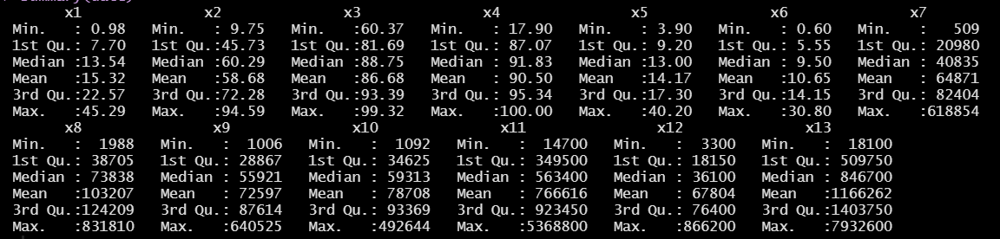 x1 x2 x3 x4 x5 x6 x7
Min. : 0.98 Min. : 9.75 Min. :60.37 Min. : 17.90 Min. : 3.90 Min. : 0.60 Min. : 509
1st Qu.: 7.70 1st Qu.:45.73 1st Qu.:81.69 1st Qu.: 87.07 1st Qu.: 9.20 1st Qu.: 5.55 1st Qu.: 20980
Median :13.54 Median :60.29 Median :88.75 Median : 91.83 Median :13.00 Median : 9.50 Median : 40835
Mean :15.32 Mean :58.68 Mean :86.68 Mean : 90.50 Mean :14.17 Mean :10.65 Mean : 64871
3rd Qu.:22.57 3rd Qu.:72.28 3rd Qu.:93.39 3rd Qu.: 95.34 3rd Qu.:17.30 3rd Qu.:14.15 3rd Qu.: 82404
Max. :45.29 Max. :94.59 Max. :99.32 Max. :100.00 Max. :40.20 Max. :30.80 Max. :618854
x8 x9 x10 x11 x12 x13
Min. : 1988 Min. : 1006 Min. : 1092 Min. : 14700 Min. : 3300 Min. : 18100
1st Qu.: 38705 1st Qu.: 28867 1st Qu.: 34625 1st Qu.: 349500 1st Qu.: 18150 1st Qu.: 509750
Median : 73838 Median : 55921 Median : 59313 Median : 563400 Median : 36100 Median : 846700
Mean :103207 Mean : 72597 Mean : 78708 Mean : 766616 Mean : 67804 Mean :1166262
3rd Qu.:124209 3rd Qu.: 87614 3rd Qu.: 93369 3rd Qu.: 923450 3rd Qu.: 76400 3rd Qu.:1403750
Max. :831810 Max. :640525 Max. :492644 Max. :5368800 Max. :866200 Max. :7932600